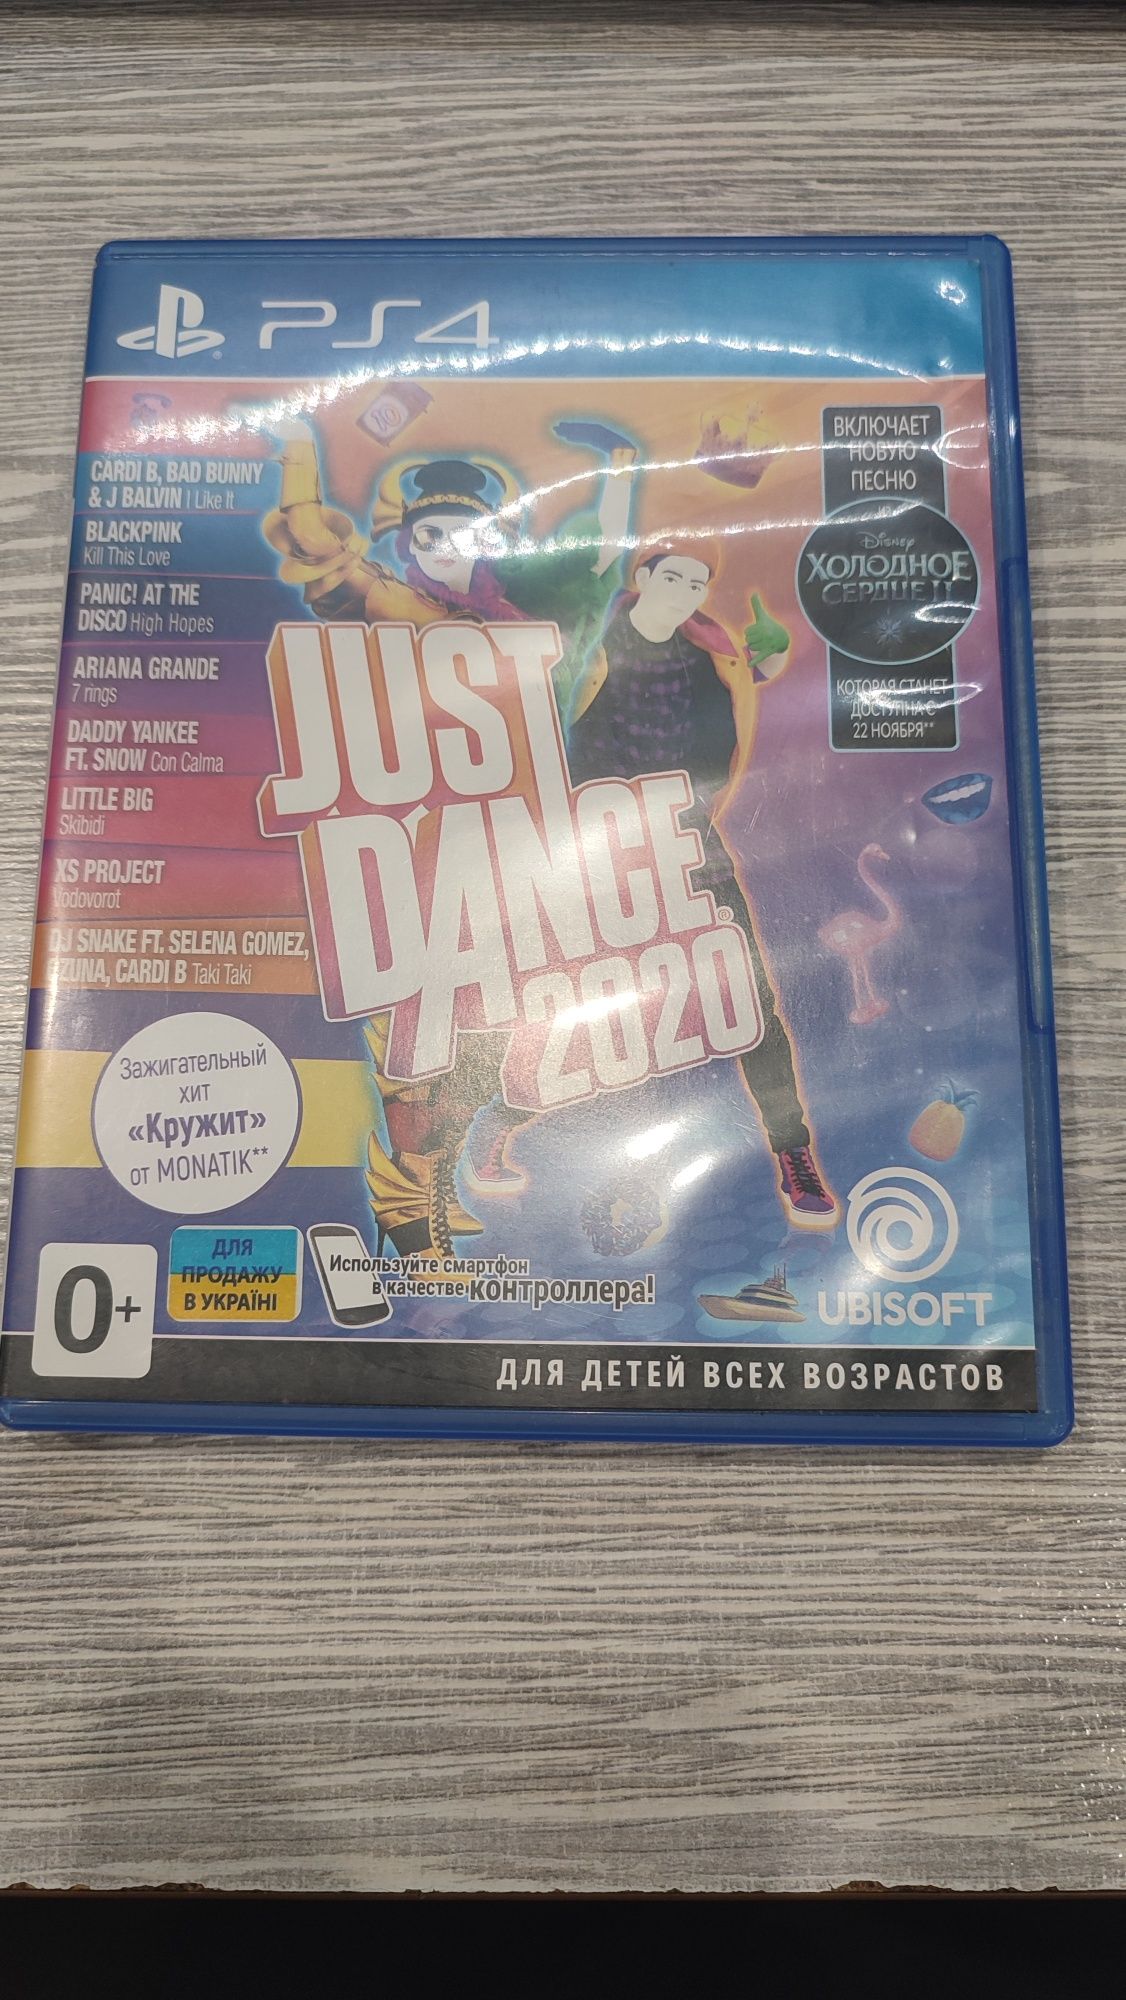 PS4
CARDI B, BAD BUNNY
& J BALVIN I Like It
BLACKPINK
Kill This Love
PANIC! AT THE
DISCO High Hopes
ARIANA GRANDE
7 rings
DADDY YANKEE
FT. SNOW Con Calma
LITTLE BIG
Skibidi
XS PROJECT
Vodovorot
DJ SNAKE FT. SELENA GOMEZ,
OZUNA, CARDI B Taki Taki
ВКЛЮЧАЕТ
НОВУЮ
ПЕСНЮ
ИЗ
Disney
ХОЛОДНОЕ
СЕРДЦЕ II
КОТОРАЯ СТАНЕТ
ДОСТУПНА С
22 НОЯБРЯ**
JUST
DANCE®
2020
Зажигательный
хит
«Кружит»
от MONATIK**
0+
ДЛЯ
ПРОДАЖУ
В УКРАЇНІ
Используйте смартфон
в качестве контроллера!
UBISOFT
ДЛЯ ДЕТЕЙ ВСЕХ ВОЗРАСТОВ